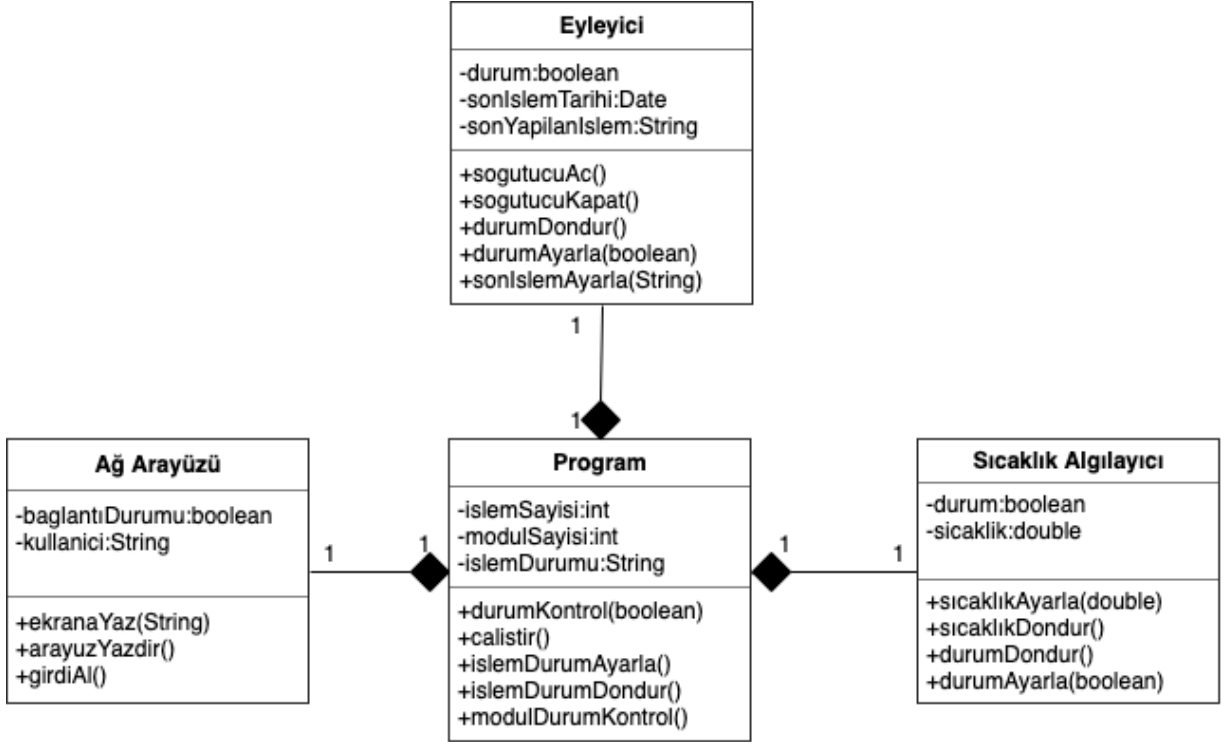 Eyleyici
-durum:boolean
-sonIslemTarihi:Date
-sonYapilanIslem:String
+sogutucuAc()
+sogutucuKapat()
+durumDondur()
+durumAyarla(boolean)
+sonIslemAyarla(String)
1
1
Ağ Arayüzü
-baglantıDurumu:boolean
-kullanici:String
+ekranaYaz(String)
+arayuzYazdir()
+girdiAl()
1
1
Program
-islemSayisi:int
-modulSayisi:int
-islemDurumu:String
+durumKontrol(boolean)
+calistir()
+islemDurumAyarla()
+islemDurumDondur()
+modulDurumKontrol()
1
1
Sıcaklık Algılayıcı
-durum:boolean
-sicaklik:double
+sıcaklıkAyarla(double)
+sıcaklıkDondur()
+durumDondur()
+durumAyarla(boolean)